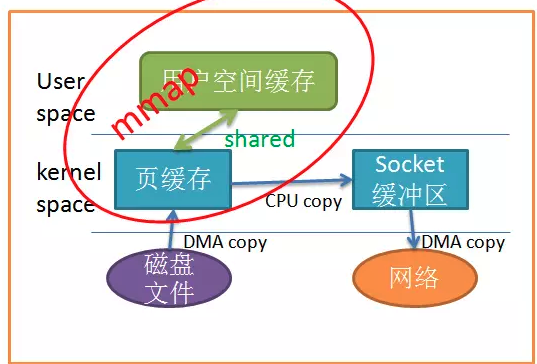 User
space
用户空间缓存
mmap
shared
kernel
space
页缓存
CPU copy
Socket
缓冲区
DMA copy
DMA copy
磁盘
文件
网络